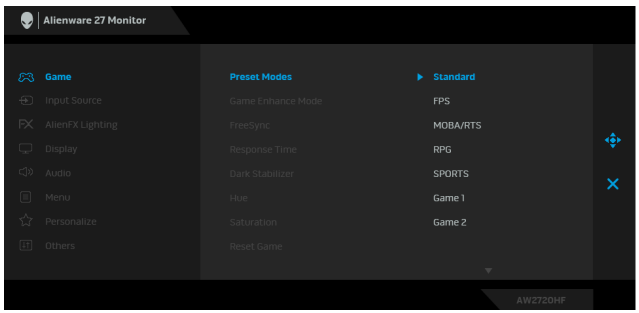 Alienware 27 Monitor
Game
Preset Modes
Standard
Input Source
Game Enhance Mode
FPS
AlienFX Lighting
FreeSync
MOBA/RTS
Display
Response Time
RPG
Audio
Dark Stabilizer
SPORTS
Menu
Hue
Game 1
Personalize
Saturation
Game 2
Others
Reset Game
AW2720HF